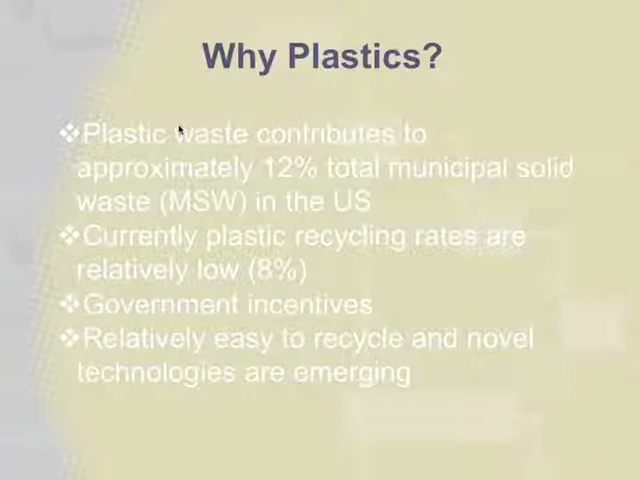 Why Plastics?
❖Plastic waste contributes to
approximately 12% total municipal solid
waste (MSW) in the US
❖Currently plastic recycling rates are
relatively low (8%)
❖Government incentives
❖Relatively easy to recycle and novel
technologies are emerging